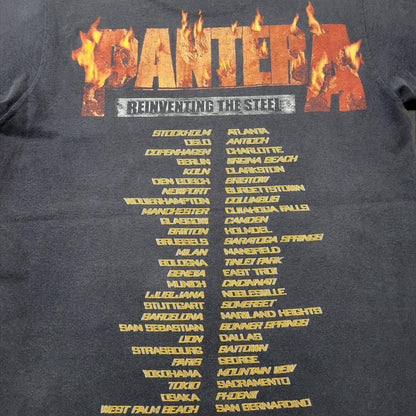 PANTERA
REINVENTING THE STEEL
STOCKHOLM ATLANTA
OSLO ANTIOCH
COPENHAGEN CHARLOTTE
BERLIN VIRGINIA BEACH
KOLN CLARKSTON
DEN BOSCH BRISTOW
NEWPORT BURGETTSTOWN
WOLVERHAMPTON COLUMBUS
MANCHESTER CUYAHOGA FALLS
GLASGOW CAMDEN
BRIXTON HOLMDEL
BRUSSELS SARATOGA SPRINGS
MILAN MANSFIELD
BOLOGNA TINLEY PARK
GENEVA EAST TROY
MUNICH CINCINNATI
LJUBLJANA NOBLESVILLE
STUTTGART SOMERSET
BARCELONA MARYLAND HEIGHTS
SAN SEBASTIAN BONNER SPRINGS
LYON DALLAS
STRASBOURG BAYTOWN
PARIS GEORGE
YOKOHAMA MOUNTAIN VIEW
TOKYO SACRAMENTO
OSAKA PHOENIX
WEST PALM BEACH SAN BERNARDINO